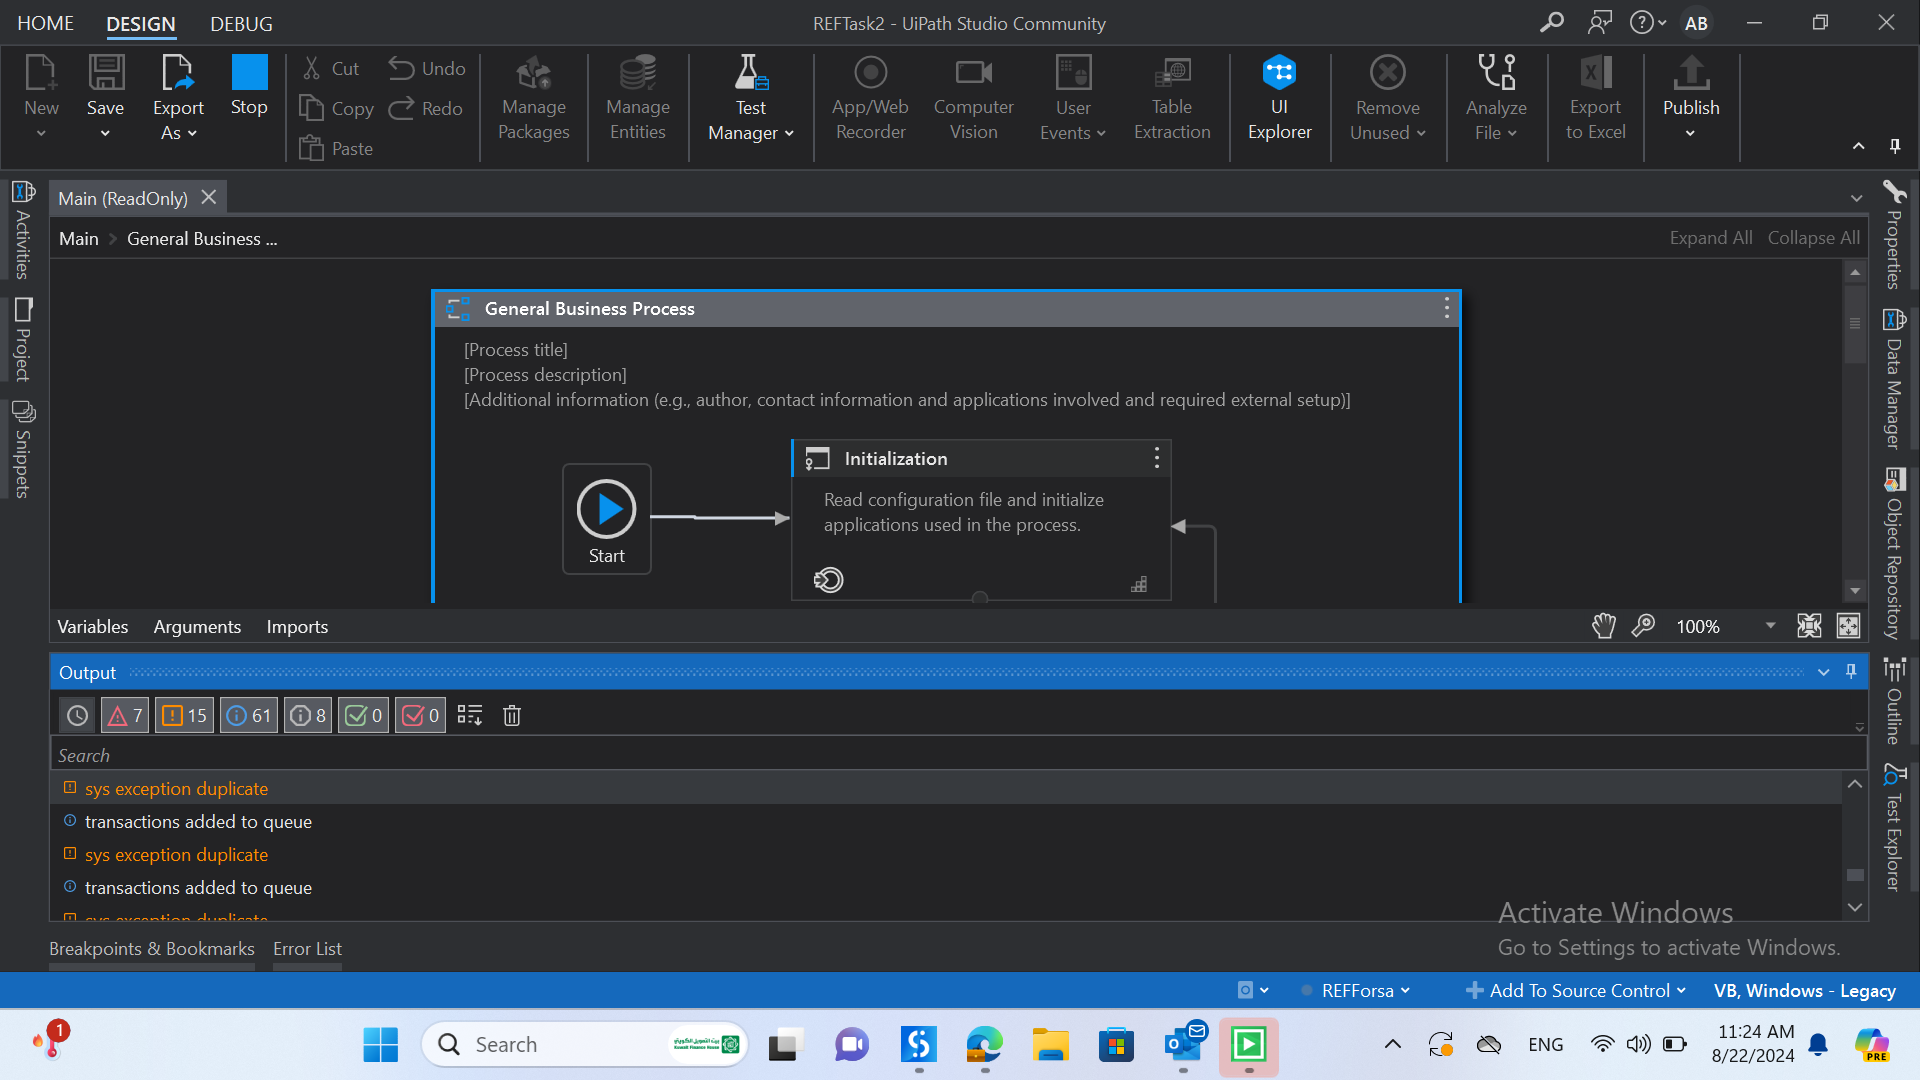 HOME DESIGN DEBUG REFTask2 - UiPath Studio Community AB
New Save Export As Stop Cut Copy Paste Undo Redo Manage Packages Manage Entities Test Manager App/Web Recorder Computer Vision User Events Table Extraction UI Explorer Remove Unused Analyze File Export to Excel Publish
Activities
Project
Snippets
Main (ReadOnly)
Main General Business ... Expand All Collapse All
General Business Process
[Process title]
[Process description]
[Additional information (e.g., author, contact information and applications involved and required external setup)]
Start
Initialization
Read configuration file and initialize
applications used in the process.
Properties
Data Manager
Object Repository
Outline
Test Explorer
Variables Arguments Imports 100%
Output
7 15 61 8 0 0
Search
sys exception duplicate
transactions added to queue
sys exception duplicate
transactions added to queue
sys exception duplicate
Activate Windows
Go to Settings to activate Windows.
Breakpoints & Bookmarks Error List
REFForsa Add To Source Control VB, Windows - Legacy
1 Search ENG 11:24 AM
8/22/2024 PRE